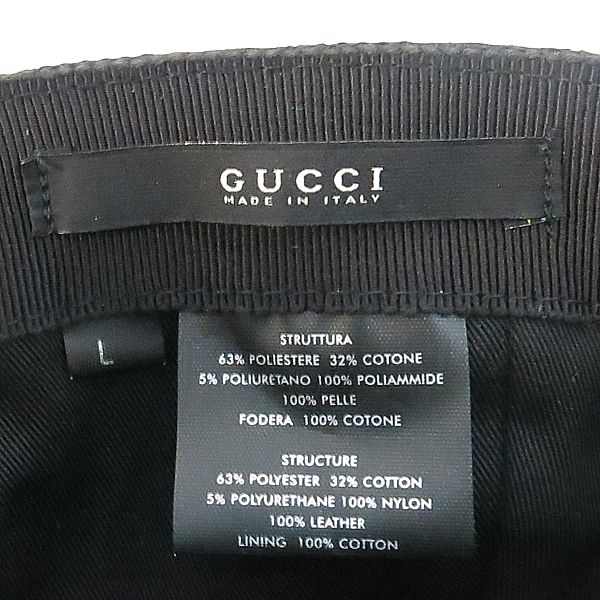 GUCCI
MADE IN ITALY
L
STRUTTURA
63% POLIESTERE 32% COTONE
5% POLIURETANO 100% POLIAMMIDE
100% PELLE
FODERA 100% COTONE
STRUCTURE
63% POLYESTER 32% COTTON
5% POLYURETHANE 100% NYLON
100% LEATHER
LINING 100% COTTON